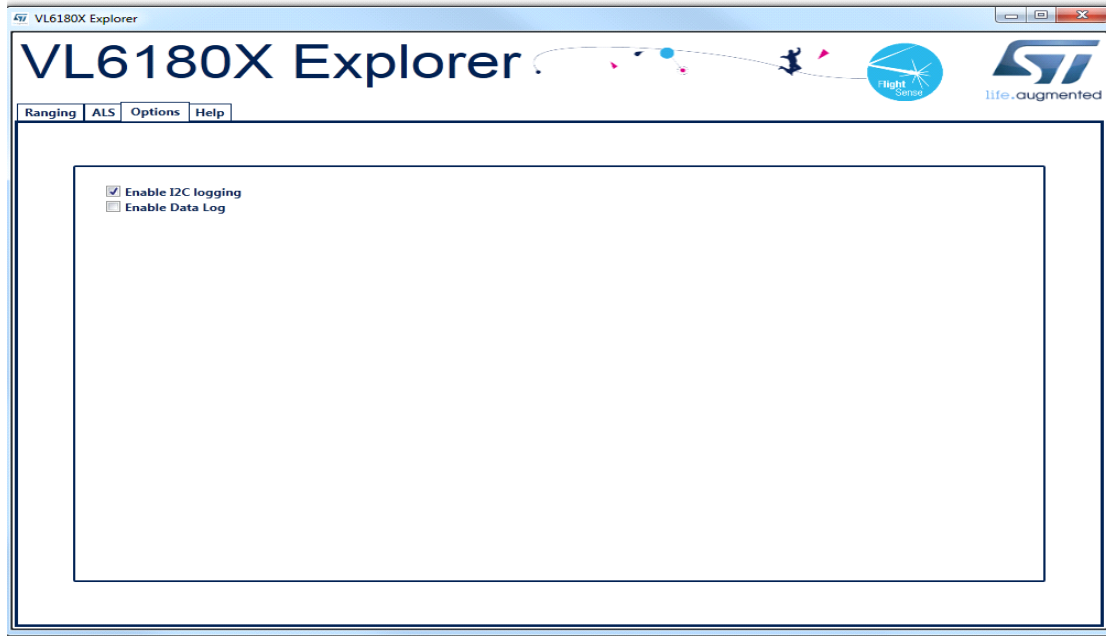 VL6180X Explorer
VL6180X Explorer
Flight
Sense
life.augmented
Ranging ALS Options Help
Enable I2C logging
Enable Data Log